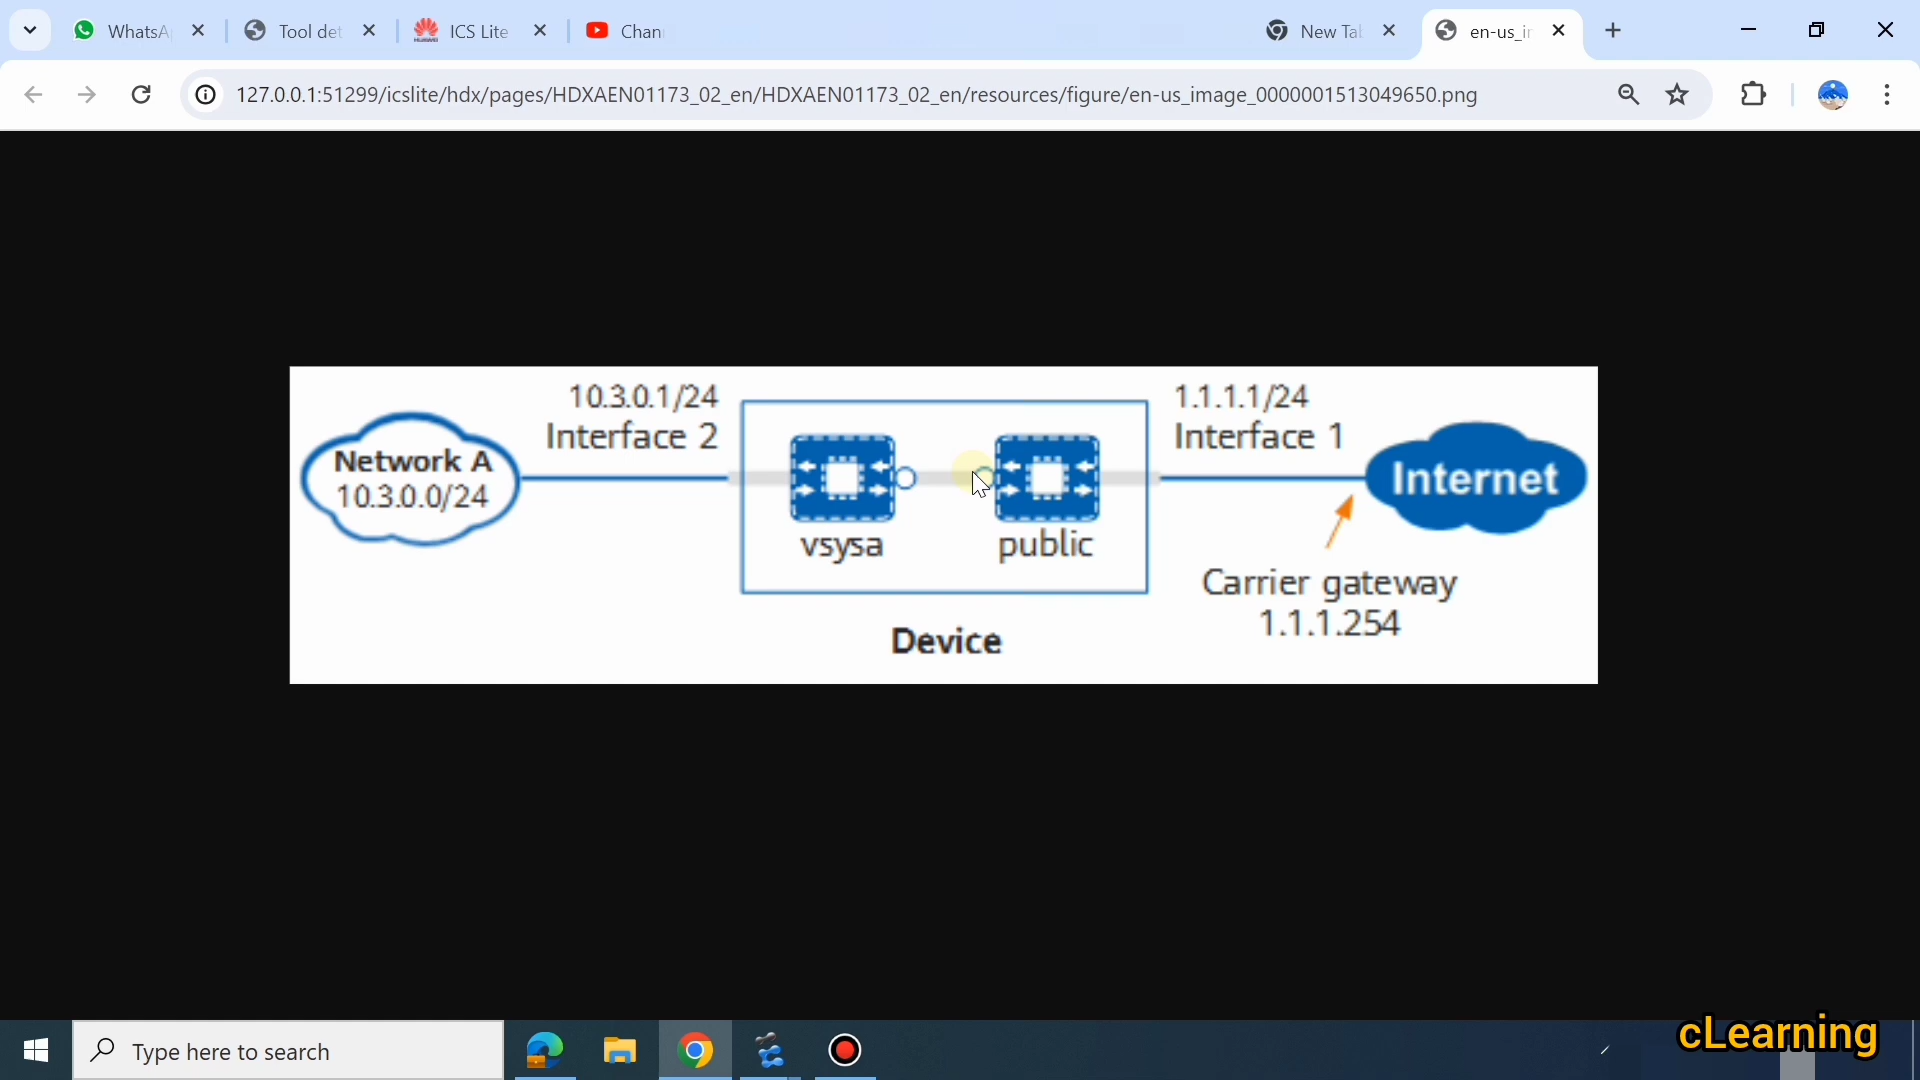 WhatsA
Tool det
ICS Lite
Chan
New Ta
en-us_ir
127.0.0.1:51299/icslite/hdx/pages/HDXAEN01173_02_en/HDXAEN01173_02_en/resources/figure/en-us_image_0000001513049650.png
10.3.0.1/24
Interface 2
1.1.1.1/24
Interface 1
Network A
10.3.0.0/24
Internet
vsysa
public
Carrier gateway
1.1.1.254
Device
Type here to search
cLearning